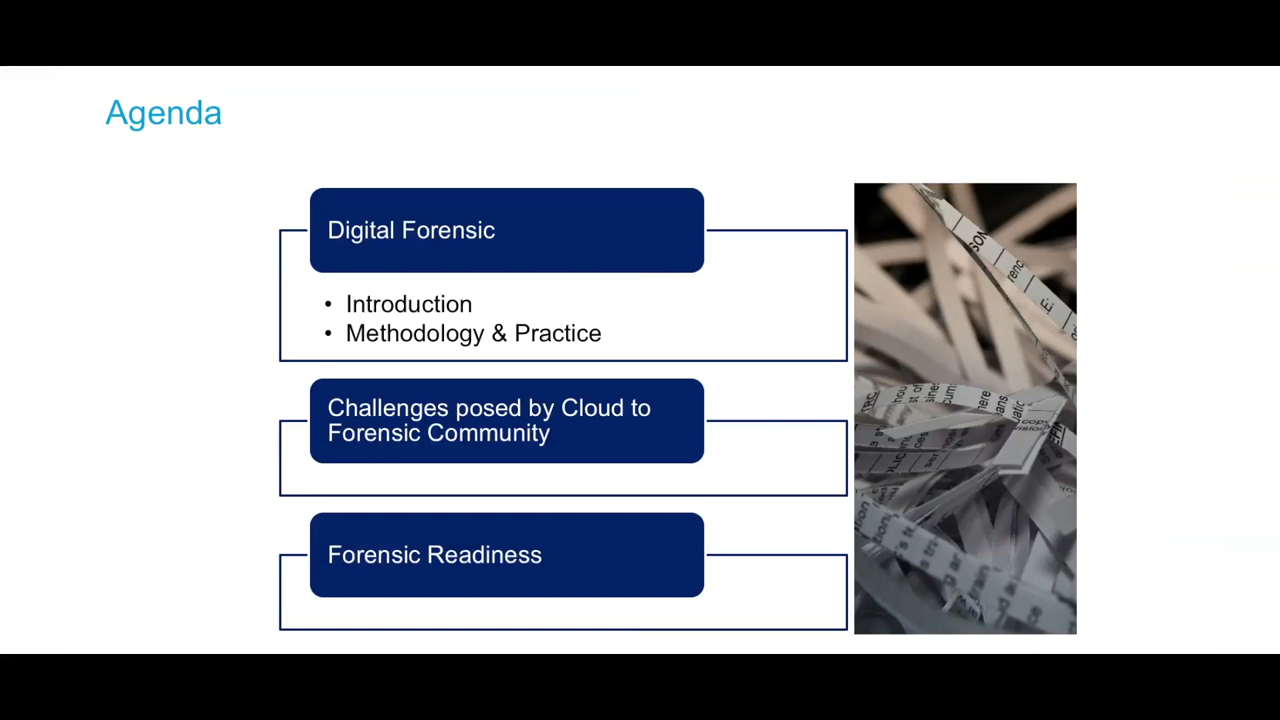 Agenda
Digital Forensic
• Introduction
• Methodology & Practice
Challenges posed by Cloud to
Forensic Community
Forensic Readiness